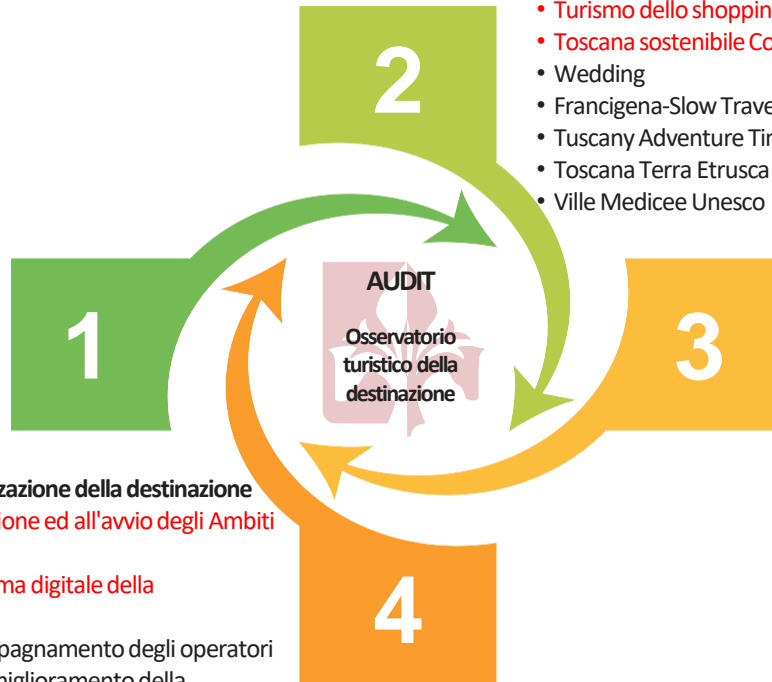 • Turismo dello shoppin
• Toscana sostenibile Co
• Wedding
• Francigena-Slow Trave
• Tuscany Adventure Tir
• Toscana Terra Etrusca
• Ville Medicee Unesco
2
1
AUDIT
Osservatorio
turistico della
destinazione
3
zazione della destinazione
ione ed all'avvio degli Ambiti
ma digitale della
4
pagnamento degli operatori
miglioramento della